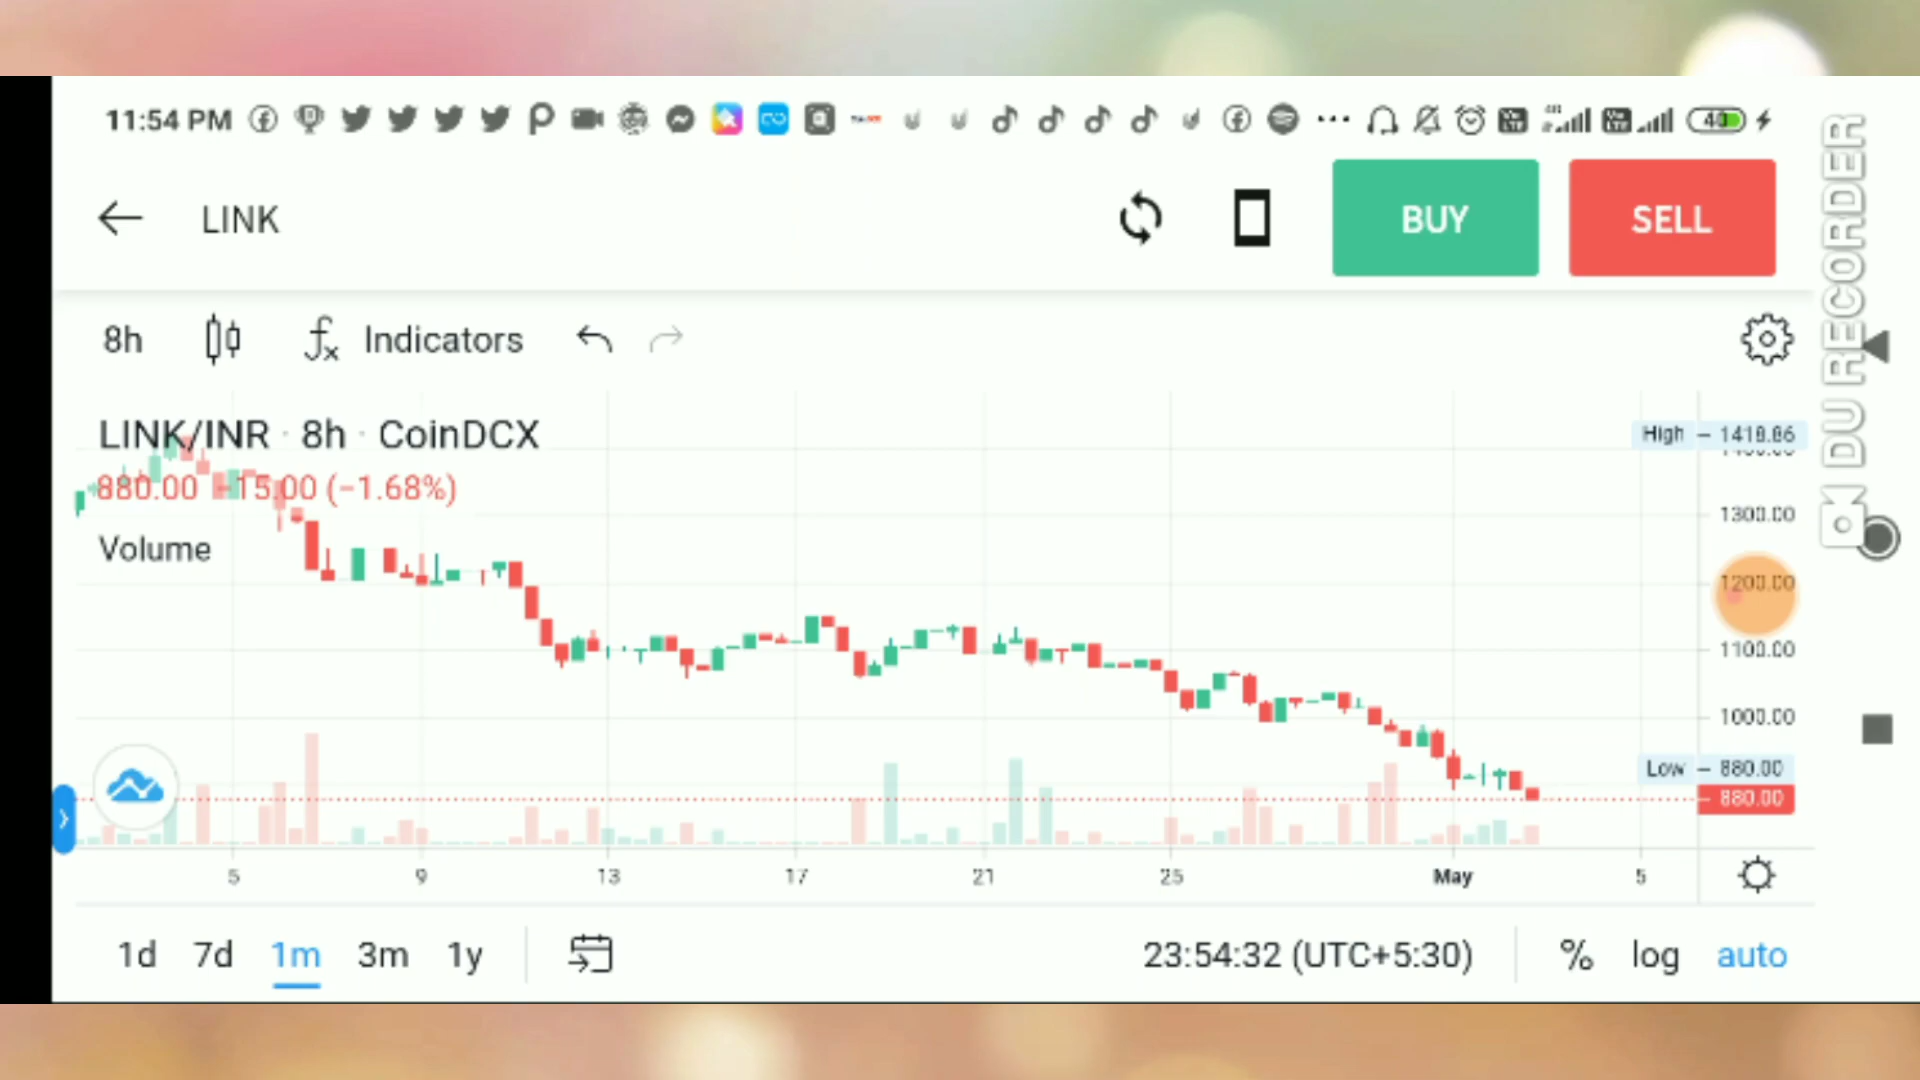 11:54 PM
40
LINK
BUY
SELL
8h
Indicators
LINK/INR · 8h · CoinDCX
880.00 −15.00 (−1.68%)
Volume
High – 1418.86
1300.00
1200.00
1100.00
1000.00
Low – 880.00
880.00
5 9 13 17 21 25 May 5
1d 7d 1m 3m 1y
23:54:32 (UTC+5:30)
% log auto
DU RECORDER